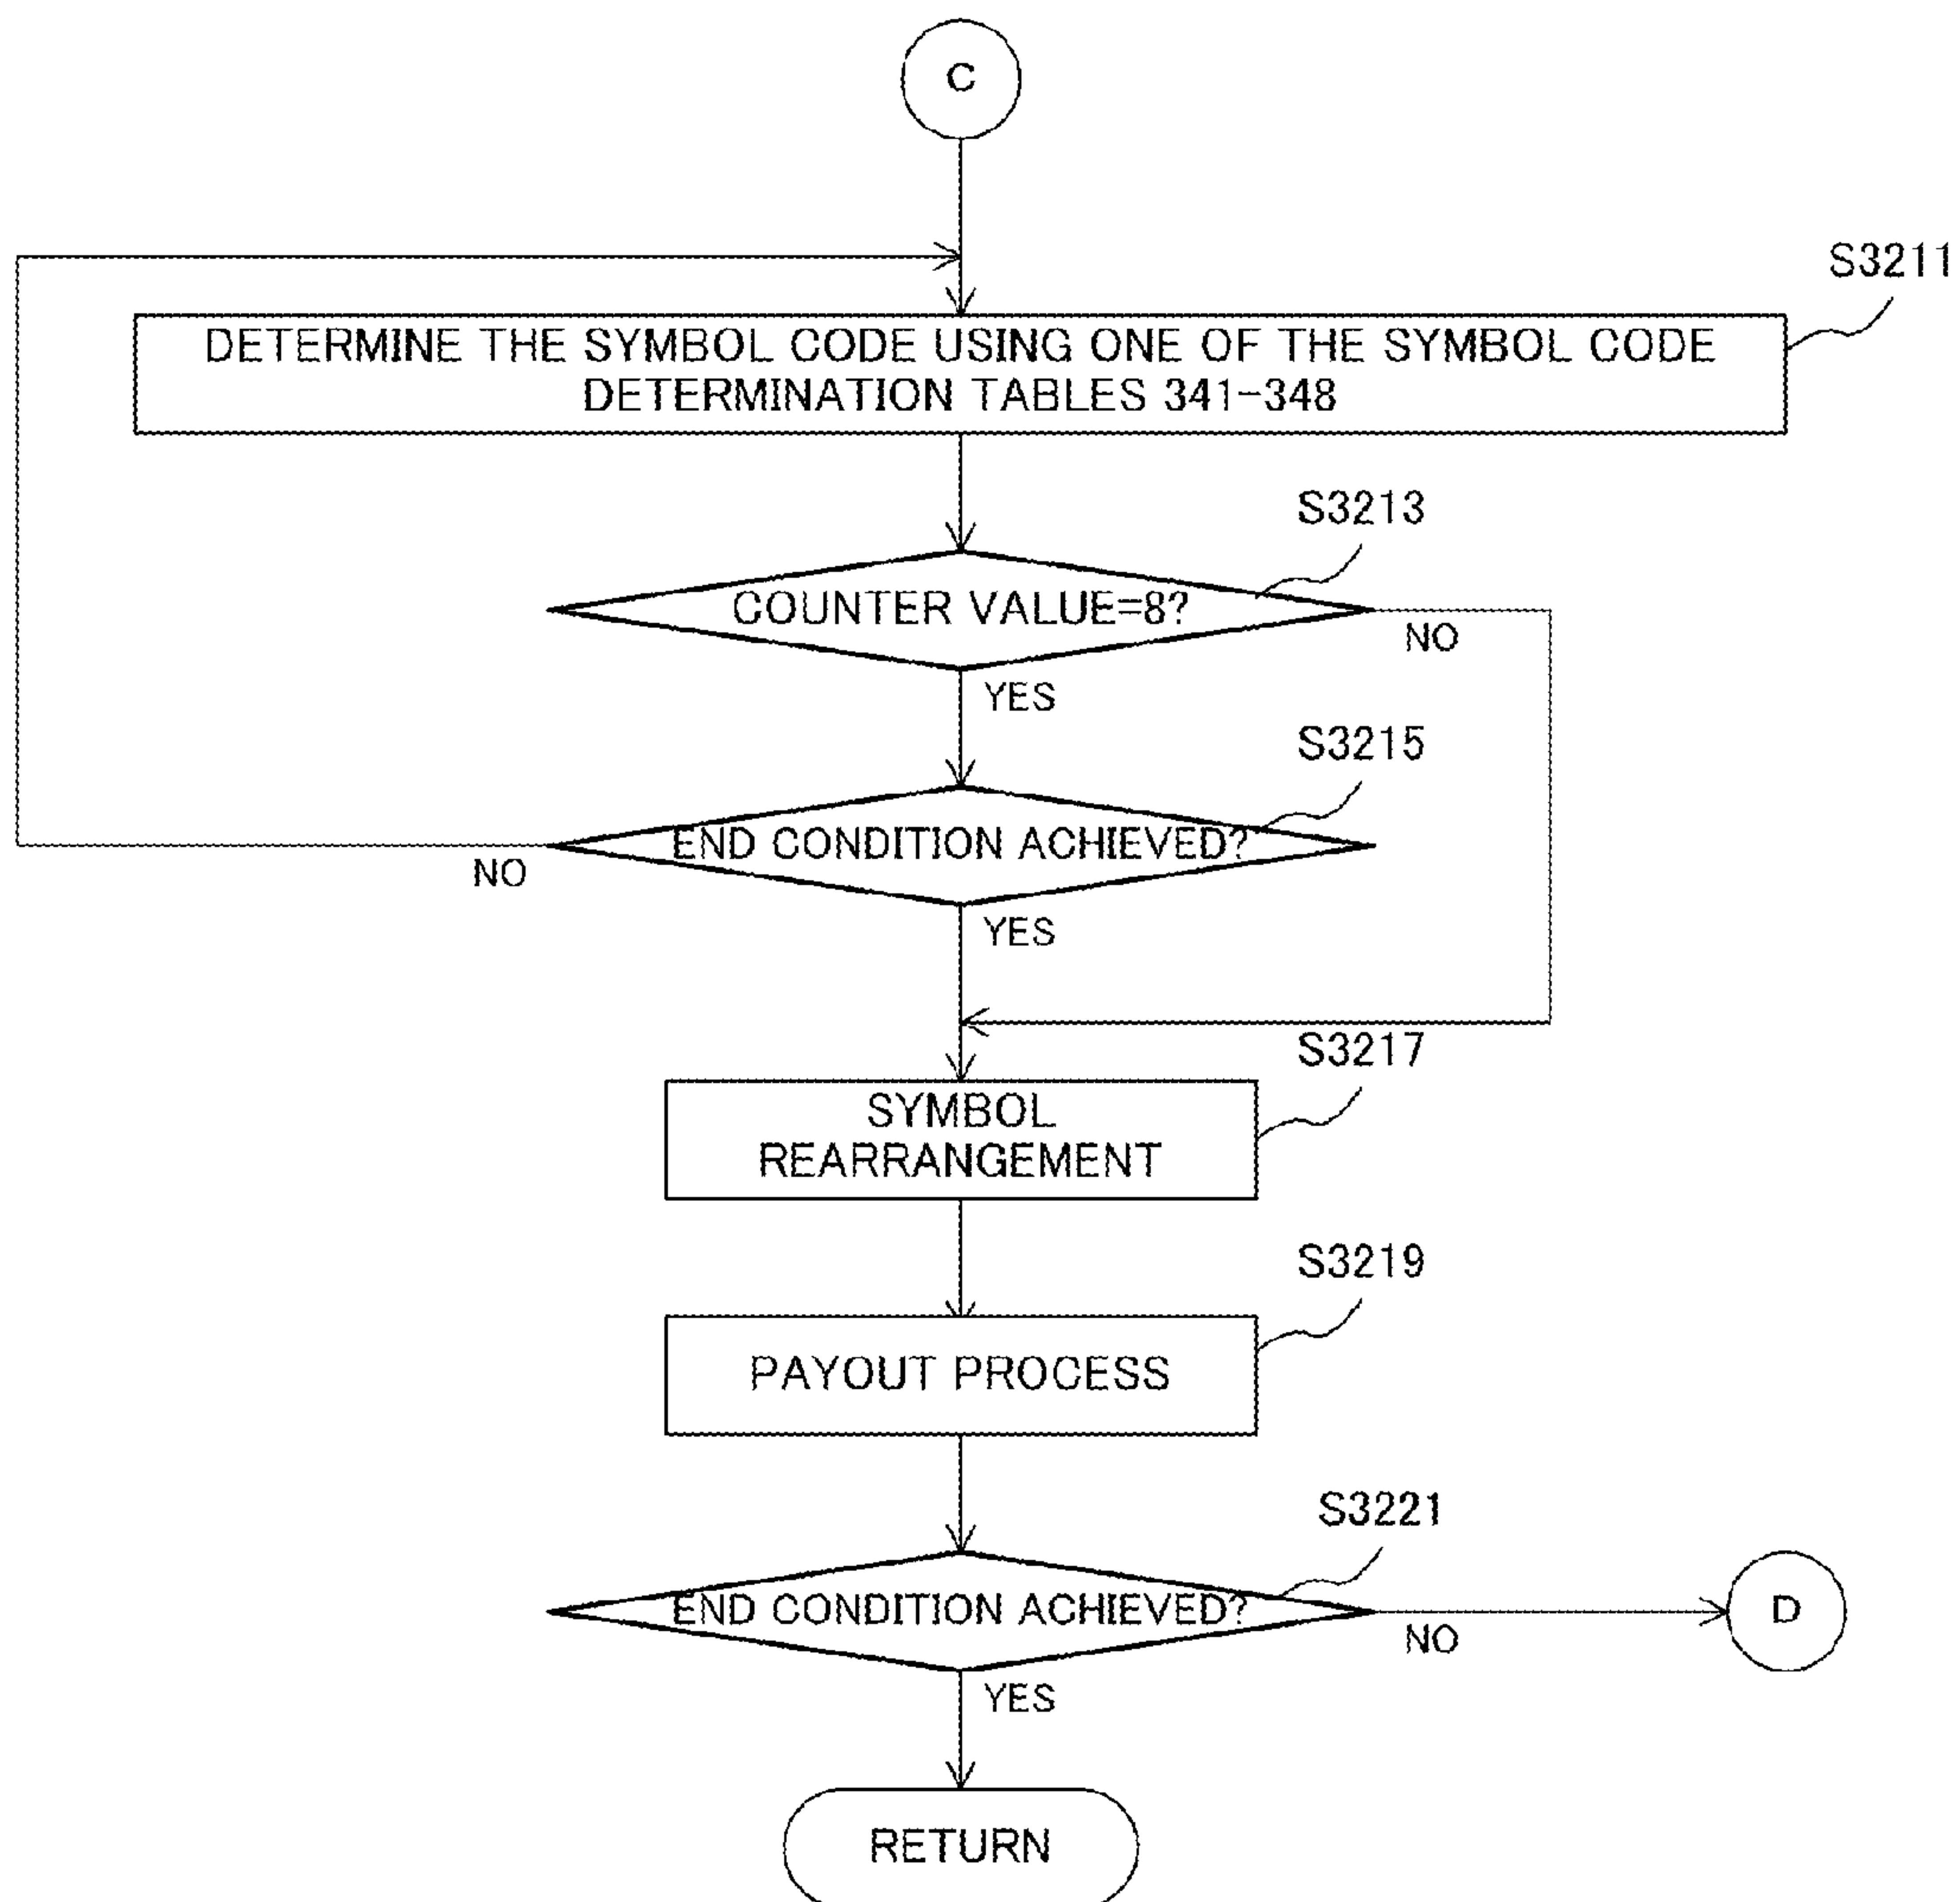 C
S3211
DETERMINE THE SYMBOL CODE USING ONE OF THE SYMBOL CODE
DETERMINATION TABLES 341-348
S3213
COUNTER VALUE=8?
NO
YES
S3215
END CONDITION ACHIEVED?
NO
YES
S3217
SYMBOL
REARRANGEMENT
S3219
PAYOUT PROCESS
S3221
END CONDITION ACHIEVED?
D
NO
YES
RETURN